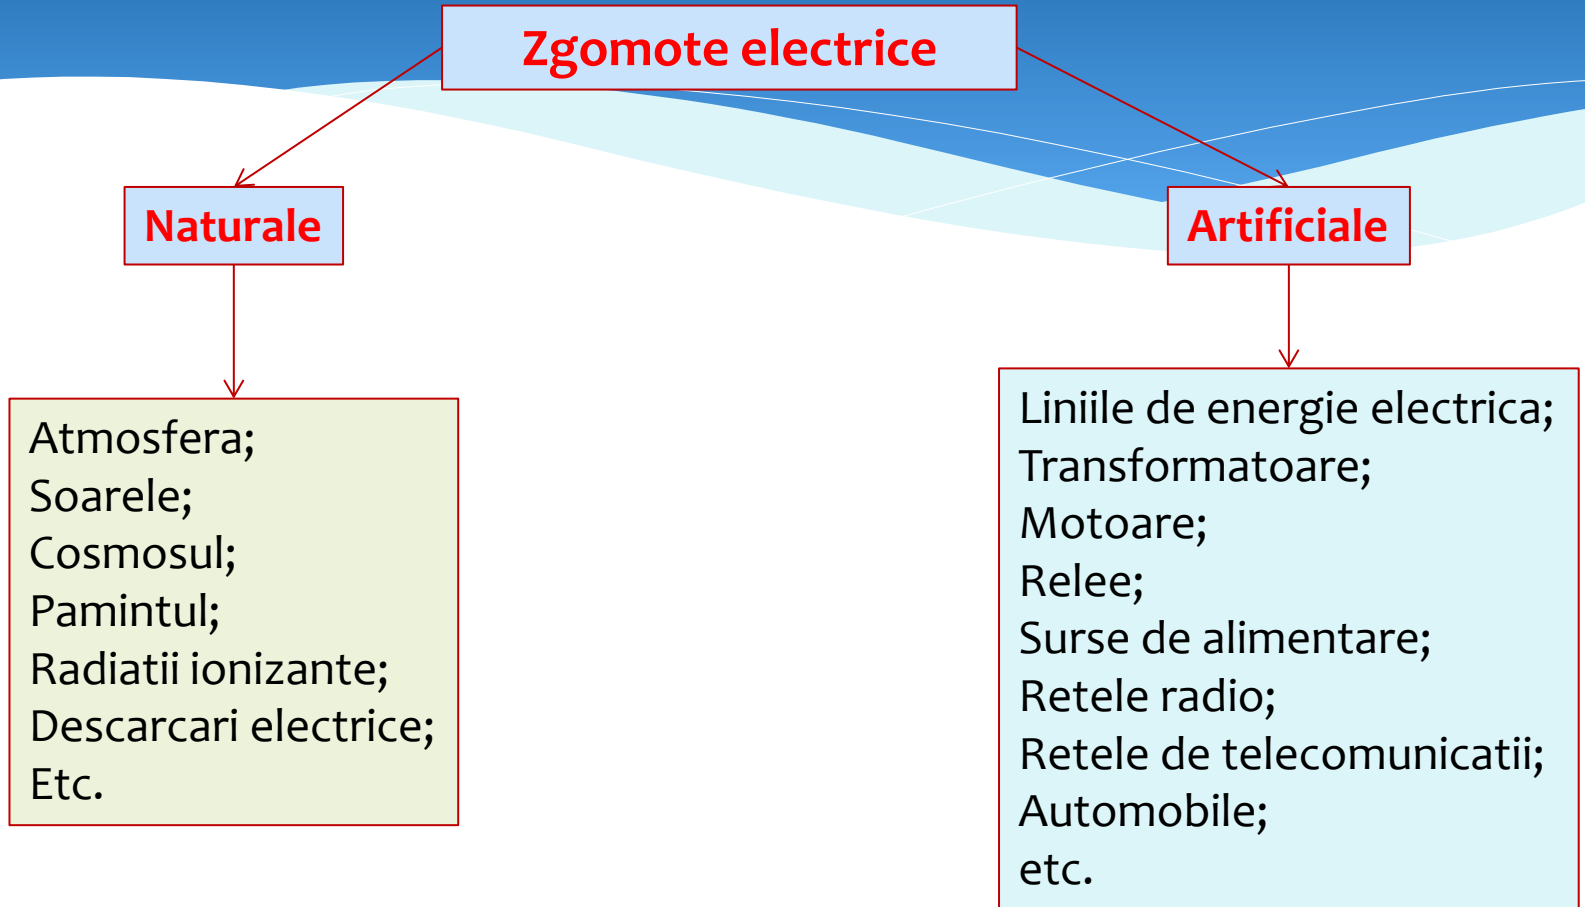 Zgomote electrice
Naturale
Artificiale
Atmosfera;
Soarele;
Cosmosul;
Pamintul;
Radiatii ionizante;
Descarcari electrice;
Etc.
Liniile de energie electrica;
Transformatoare;
Motoare;
Relee;
Surse de alimentare;
Retele radio;
Retele de telecomunicatii;
Automobile;
etc.